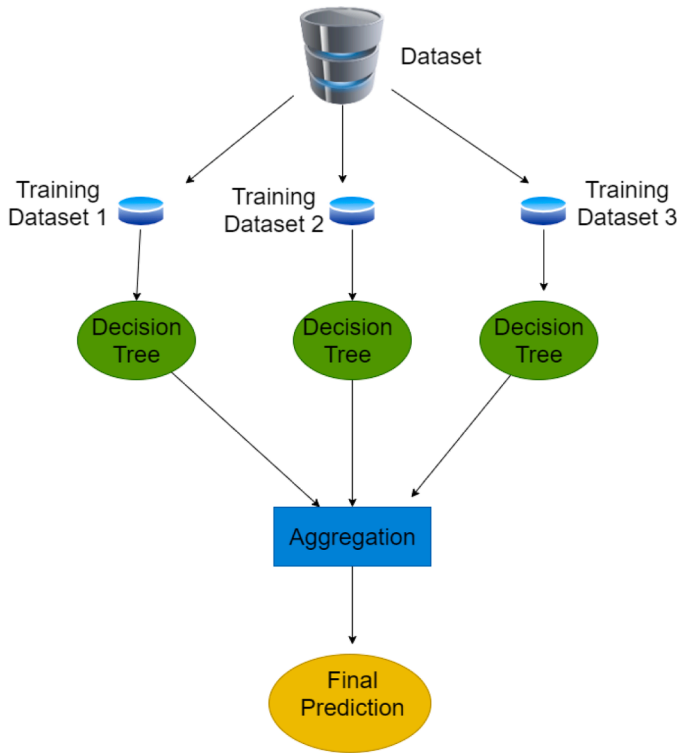 Dataset
Training
Dataset 1
Training
Dataset 2
Training
Dataset 3
Decision
Tree
Decision
Tree
Decision
Tree
Aggregation
Final
Prediction